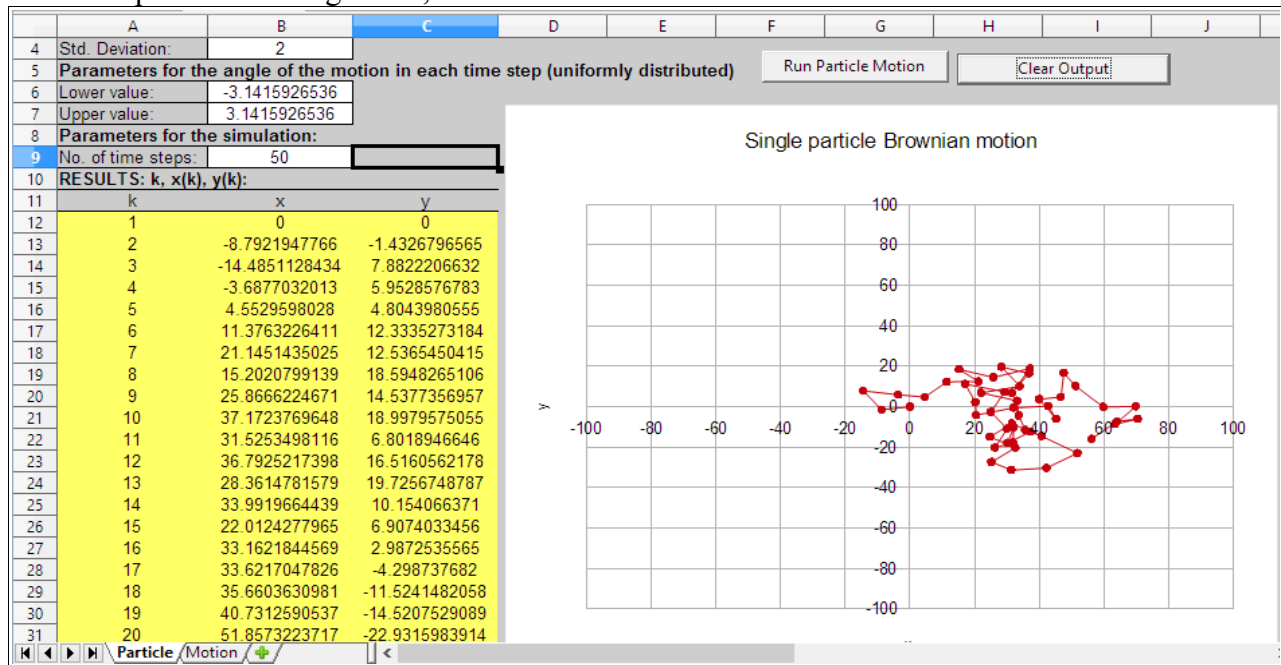 A B C D E F G H I J
4 Std. Deviation: 2
5 Parameters for the angle of the motion in each time step (uniformly distributed) Run Particle Motion Clear Output
6 Lower value: -3.1415926536
7 Upper value: 3.1415926536
8 Parameters for the simulation:
9 No. of time steps: 50
10 RESULTS: k, x(k), y(k):
11 k x y
12 1 0 0
13 2 -8.7921947766 -1.4326796565
14 3 -14.4851128434 7.8822206632
15 4 -3.6877032013 5.9528576783
16 5 4.5529598028 4.8043980555
17 6 11.3763226411 12.3335273184
18 7 21.1451435025 12.5365450415
19 8 15.2020799139 18.5948265106
20 9 25.8666224671 14.5377356957
21 10 37.1723769648 18.9979575055
22 11 31.5253498116 6.8018946646
23 12 36.7925217398 16.5160562178
24 13 28.3614781579 19.7256748787
25 14 33.9919664439 10.154066371
26 15 22.0124277965 6.9074033456
27 16 33.1621844569 2.9872535565
28 17 33.6217047826 -4.298737682
29 18 35.6603630981 -11.5241482058
30 19 40.7312590537 -14.5207529089
31 20 51.8573223717 -22.9315983914
Single particle Brownian motion
100
80
60
40
20
0
-20
-40
-60
-80
-100
y
-100 -80 -60 -40 -20 0 20 40 60 80 100
Particle Motion